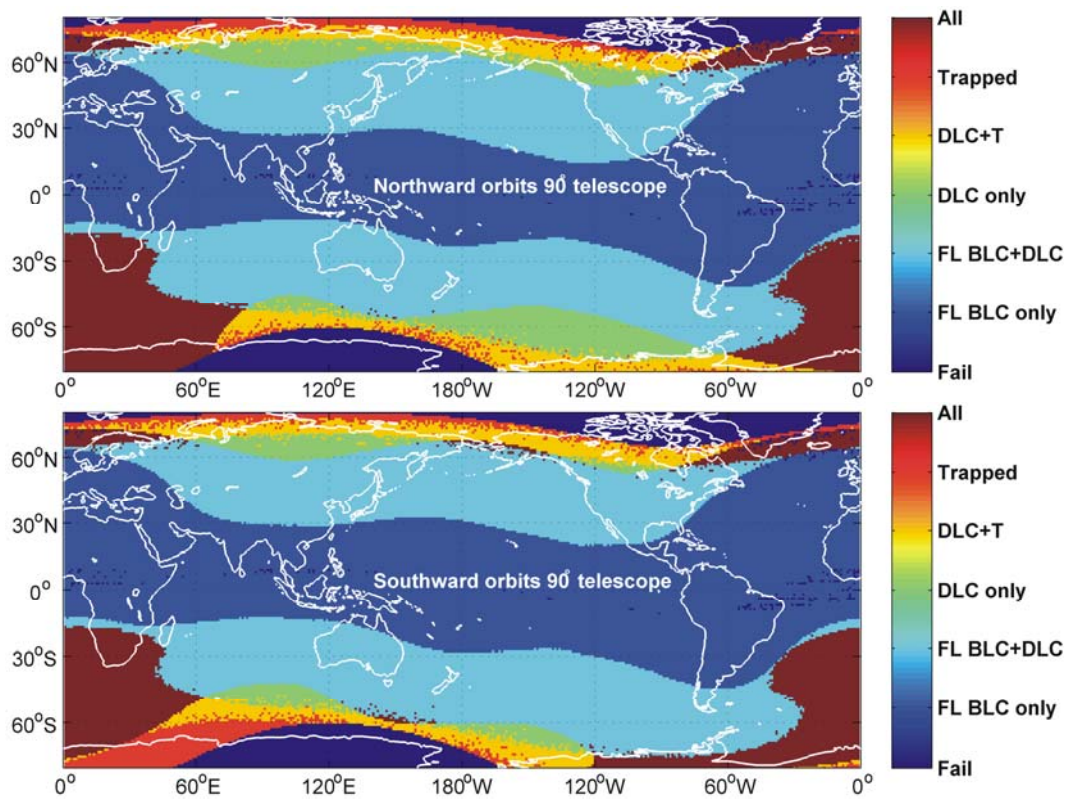 60°N
30°N
0°
30°S
60°S
Northward orbits 90° telescope
0°
60°E
120°E
180°W
120°W
60°W
0°
All
Trapped
DLC+T
DLC only
FL BLC+DLC
FL BLC only
Fail
60°N
30°N
0°
30°S
60°S
Southward orbits 90° telescope
0°
60°E
120°E
180°W
120°W
60°W
0°
All
Trapped
DLC+T
DLC only
FL BLC+DLC
FL BLC only
Fail